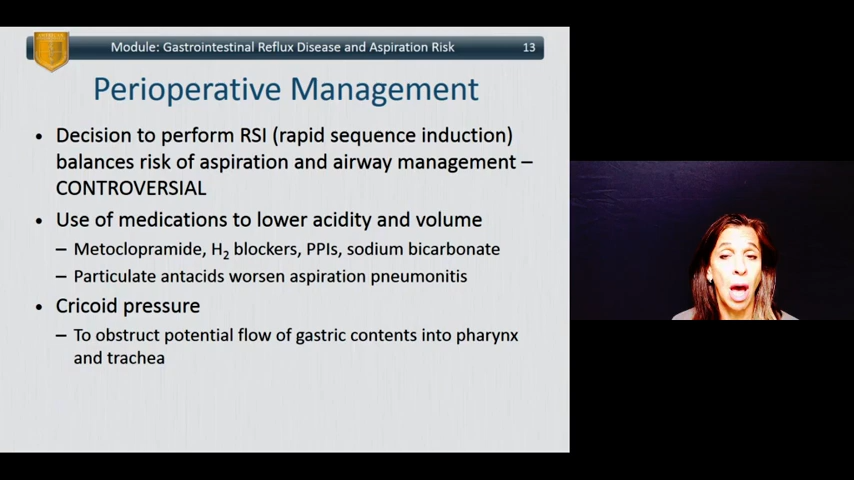 Module: Gastrointestinal Reflux Disease and Aspiration Risk 13
Perioperative Management
• Decision to perform RSI (rapid sequence induction)
balances risk of aspiration and airway management –
CONTROVERSIAL
• Use of medications to lower acidity and volume
– Metoclopramide, H₂ blockers, PPIs, sodium bicarbonate
– Particulate antacids worsen aspiration pneumonitis
• Cricoid pressure
– To obstruct potential flow of gastric contents into pharynx
and trachea